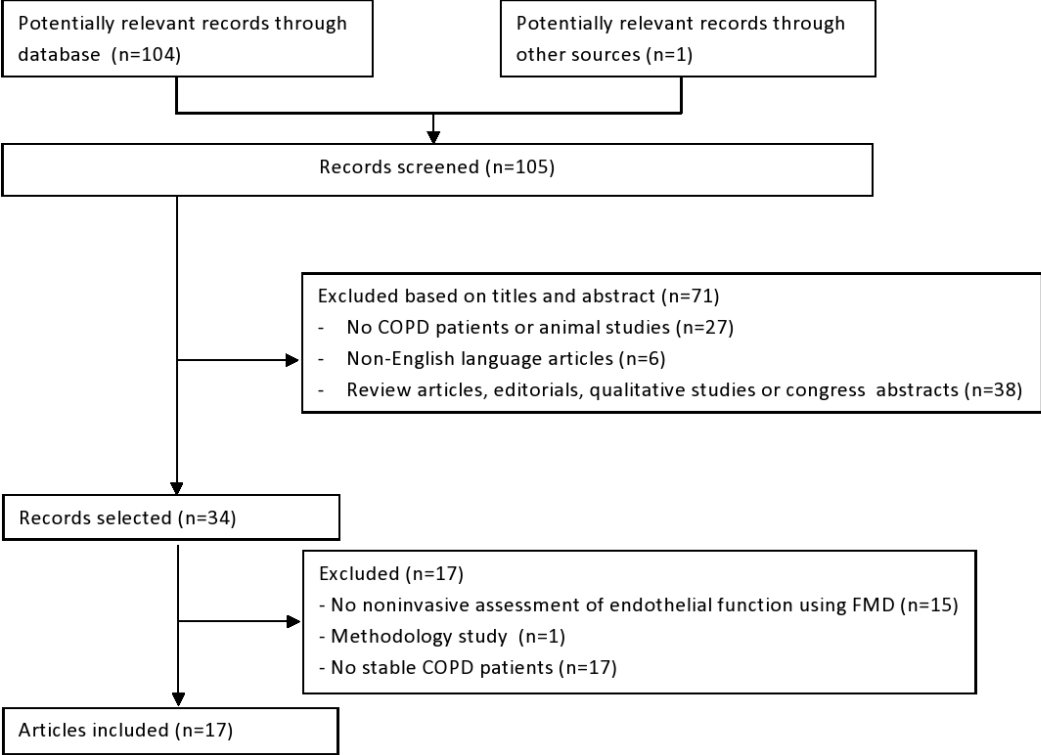 Potentially relevant records through
database (n=104)
Potentially relevant records through
other sources (n=1)
Records screened (n=105)
Excluded based on titles and abstract (n=71)
- No COPD patients or animal studies (n=27)
- Non-English language articles (n=6)
- Review articles, editorials, qualitative studies or congress abstracts (n=38)
Records selected (n=34)
Excluded (n=17)
- No noninvasive assessment of endothelial function using FMD (n=15)
- Methodology study (n=1)
- No stable COPD patients (n=17)
Articles included (n=17)